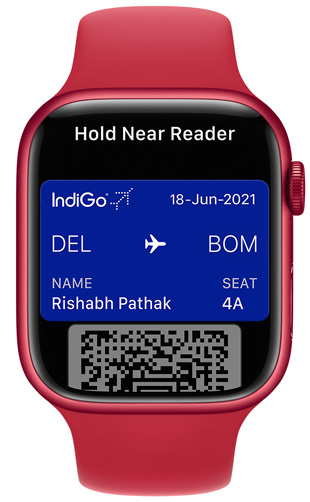 Hold Near Reader
IndiGo 18-Jun-2021
DEL BOM
NAME SEAT
Rishabh Pathak 4A